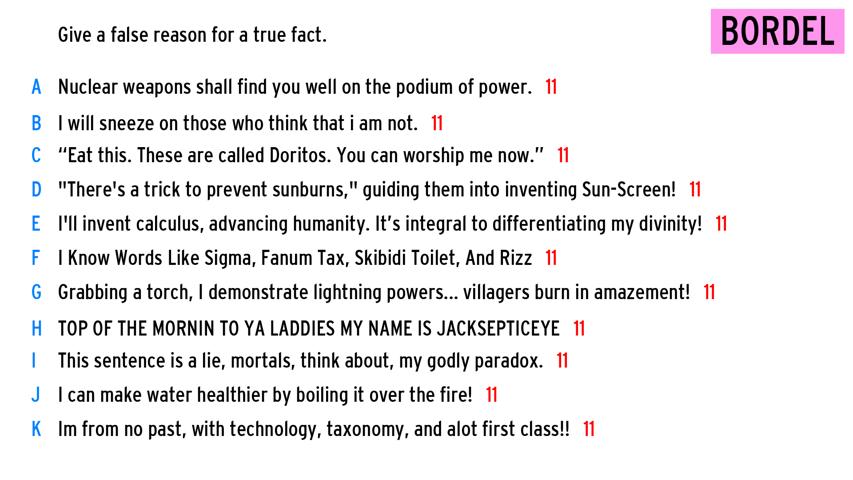 Give a false reason for a true fact.
BORDEL
A Nuclear weapons shall find you well on the podium of power. 11
B I will sneeze on those who think that i am not. 11
C “Eat this. These are called Doritos. You can worship me now.” 11
D "There's a trick to prevent sunburns," guiding them into inventing Sun-Screen! 11
E I'll invent calculus, advancing humanity. It’s integral to differentiating my divinity! 11
F I Know Words Like Sigma, Fanum Tax, Skibidi Toilet, And Rizz 11
G Grabbing a torch, I demonstrate lightning powers... villagers burn in amazement! 11
H TOP OF THE MORNIN TO YA LADDIES MY NAME IS JACKSEPTICEYE 11
I This sentence is a lie, mortals, think about, my godly paradox. 11
J I can make water healthier by boiling it over the fire! 11
K Im from no past, with technology, taxonomy, and alot first class!! 11